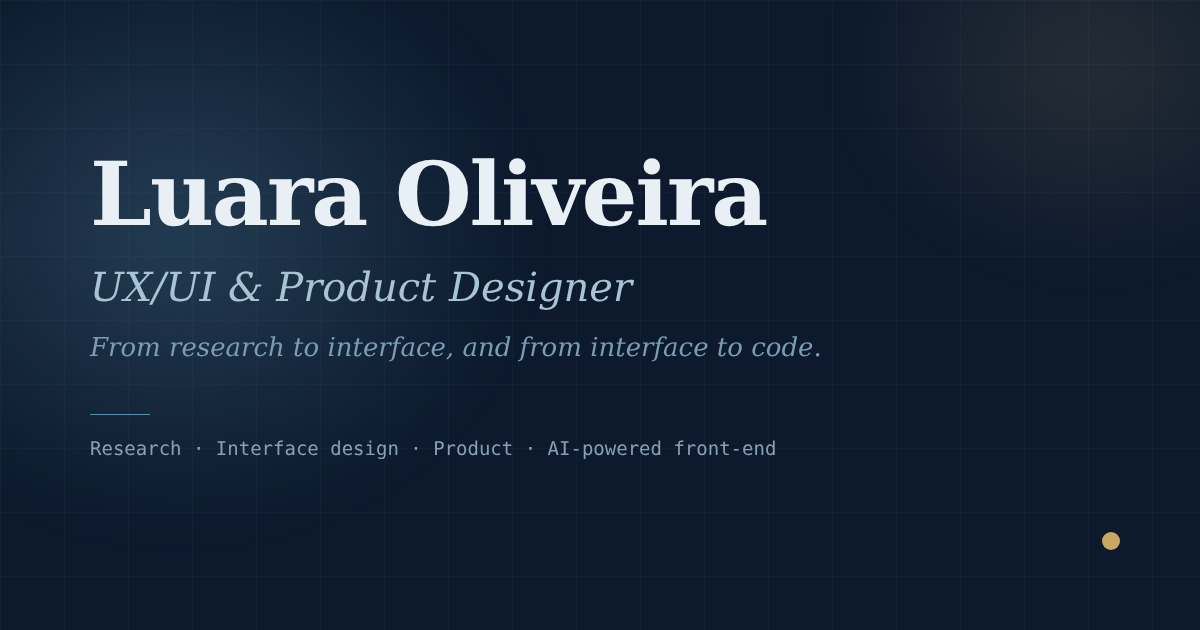 Luara Oliveira
UX/UI & Product Designer
From research to interface, and from interface to code.
Research · Interface design · Product · AI-powered front-end